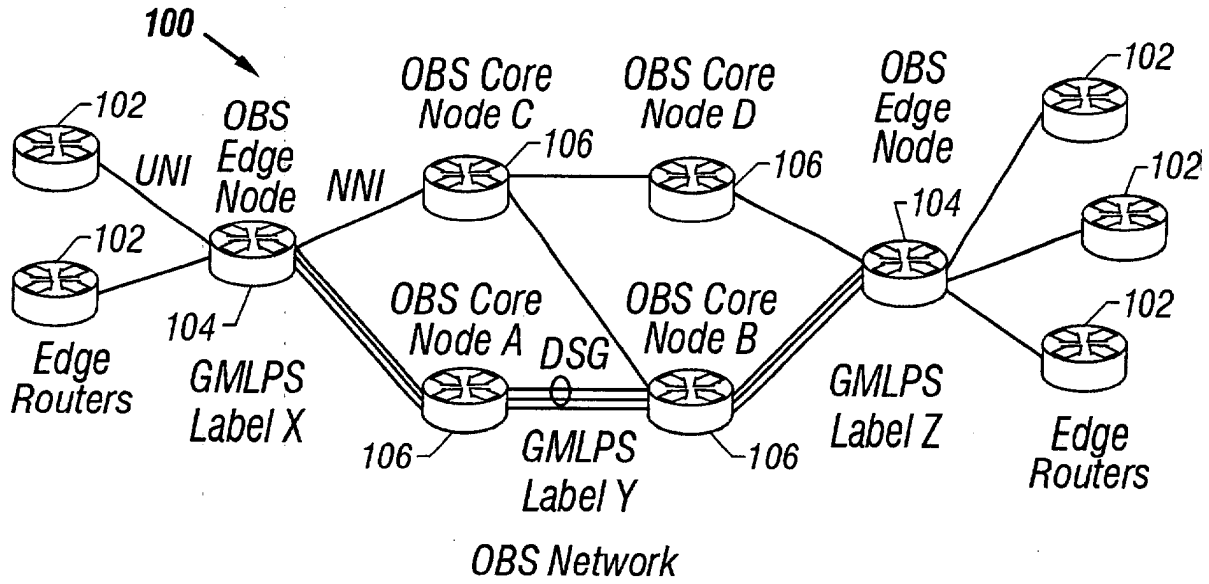 100
102
UNI
102
Edge
Routers
OBS
Edge
Node
104
GMLPS
Label X
NNI
OBS Core
Node C
106
OBS Core
Node D
106
OBS Core
Node A
106
DSG
GMLPS
Label Y
OBS Core
Node B
106
OBS
Edge
Node
104
GMLPS
Label Z
102
102
102
Edge
Routers
OBS Network